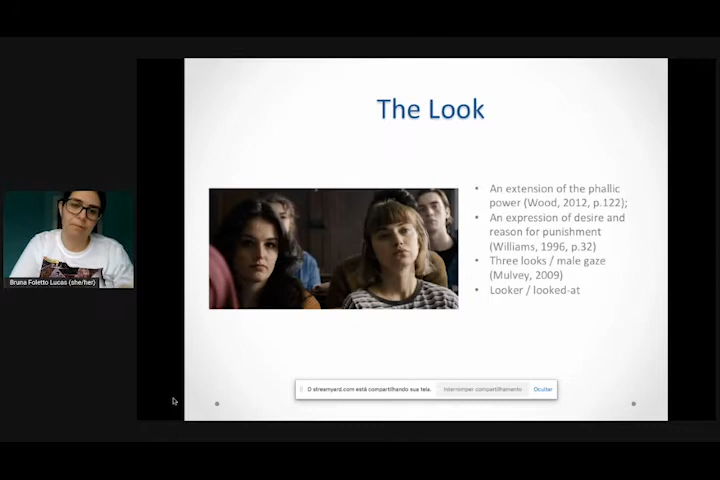 The Look
• An extension of the phallic
power (Wood, 2012, p.122);
• An expression of desire and
reason for punishment
(Williams, 1996, p.32)
• Three looks / male gaze
(Mulvey, 2009)
• Looker / looked-at
Bruna Foletto Lucas (she/her)
O streamyard.com está compartilhando sua tela. Interromper compartilhamento Ocultar